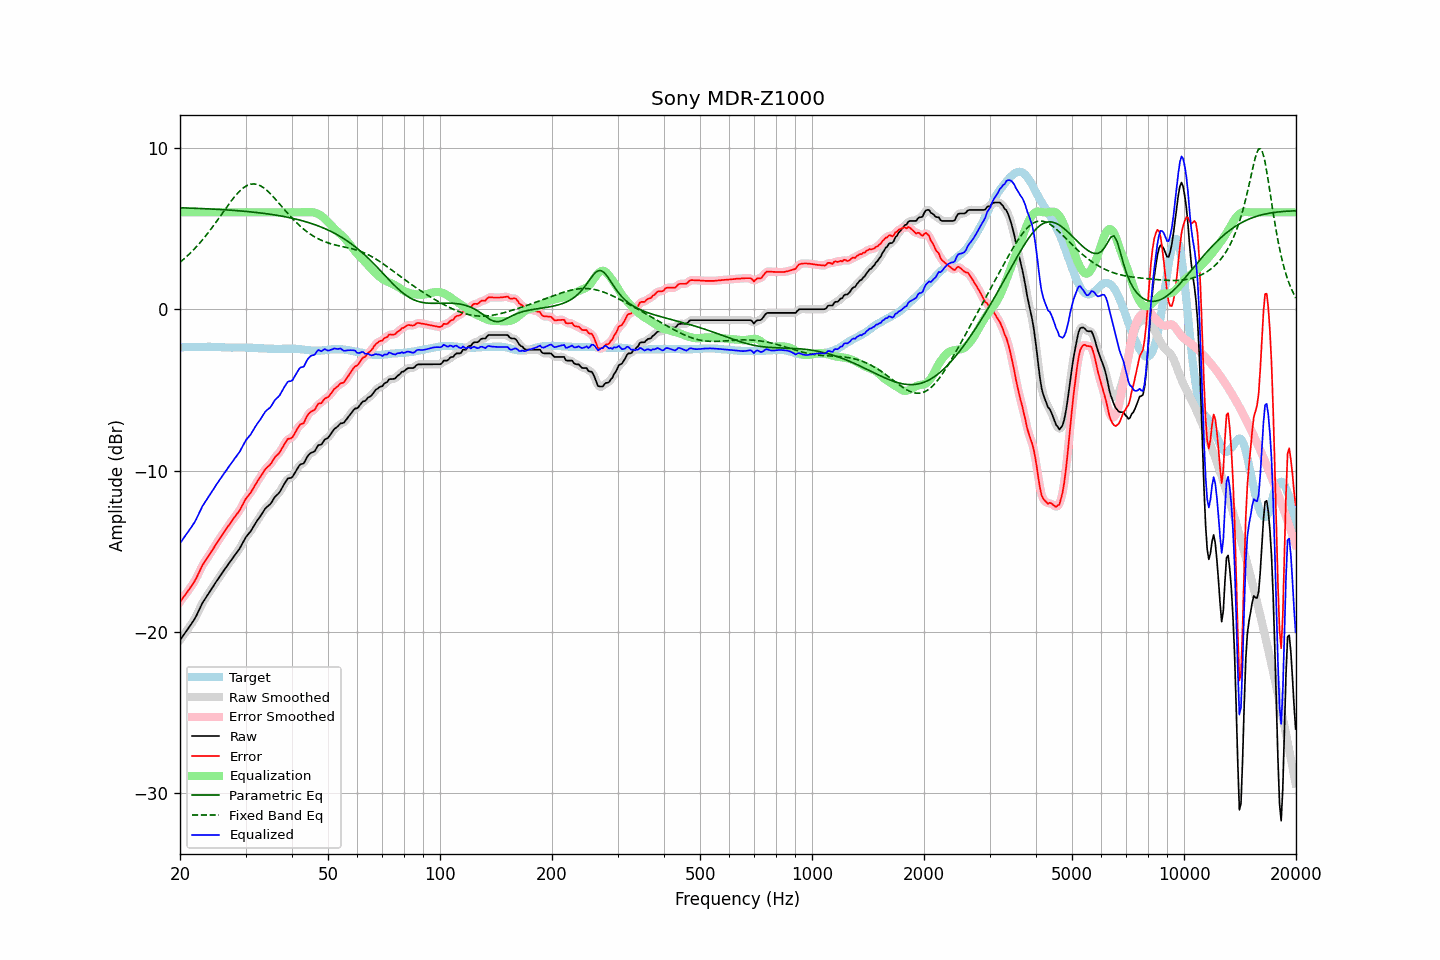 Sony MDR-Z1000
Amplitude (dBr)
10
0
−10
−20
−30
Target
Raw Smoothed
Error Smoothed
Raw
Error
Equalization
Parametric Eq
Fixed Band Eq
Equalized
20 50 100 200 500 1000 2000 5000 10000 20000
Frequency (Hz)